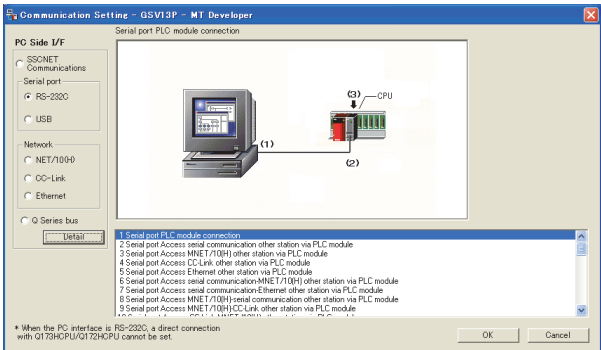 Communication Setting - GSV13P - MT Developer
PC Side I/F
Serial port PLC module connection
SSCNET
Communications
Serial port
RS-232C
USB
Network
NET/10(H)
CC-Link
Ethernet
Q Series bus
Detail
(1)
(2)
(3)
CPU
1 Serial port PLC module connection
2 Serial port Access serial communication other station via PLC module
3 Serial port Access MNET/10(H) other station via PLC module
4 Serial port Access CC-Link other station via PLC module
5 Serial port Access Ethernet other station via PLC module
6 Serial port Access serial communication-MNET/10(H) other station via PLC module
7 Serial port Access serial communication-Ethernet other station via PLC module
8 Serial port Access MNET/10(H)-serial communication other station via PLC module
9 Serial port Access MNET/10(H)-CC-Link other station via PLC module
* When the PC interface is RS-232C, a direct connection
with Q173HCPU/Q172HCPU cannot be set.
OK
Cancel